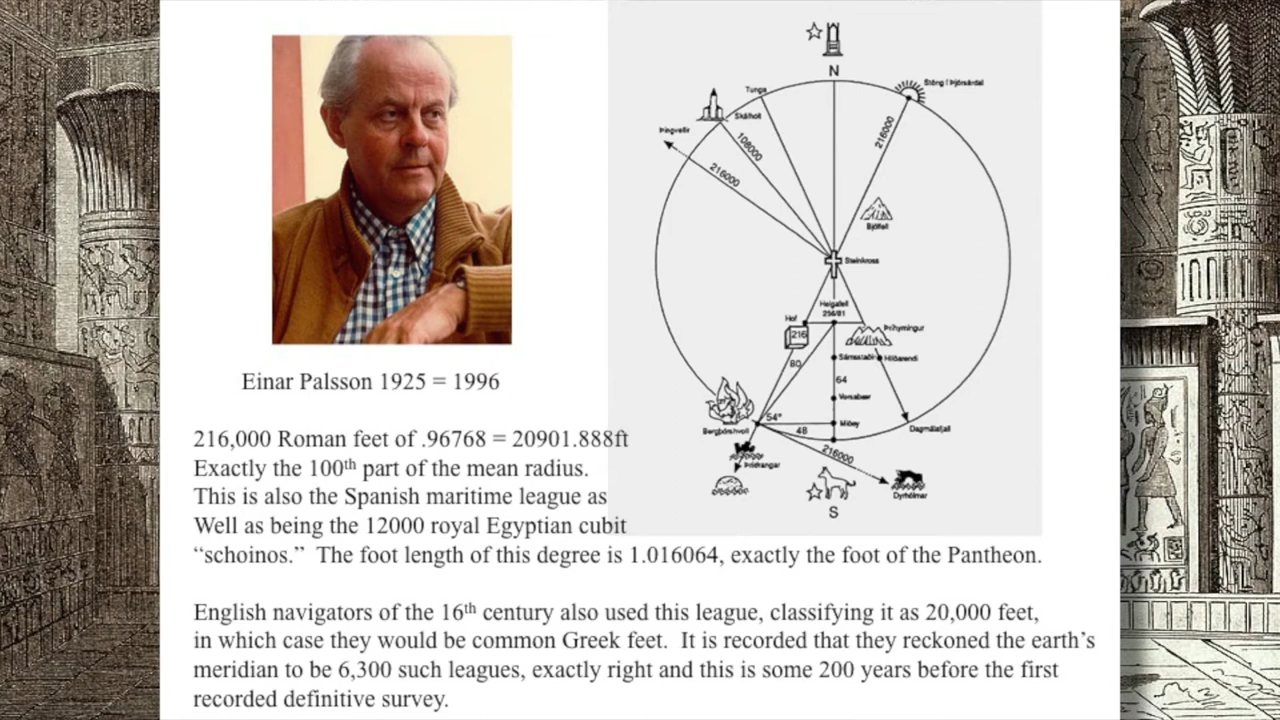 Einar Palsson 1925 = 1996
216,000 Roman feet of .96768 = 20901.888ft
Exactly the 100th part of the mean radius.
This is also the Spanish maritime league as
Well as being the 12000 royal Egyptian cubit
“schoinos.”  The foot length of this degree is 1.016064, exactly the foot of the Pantheon.
English navigators of the 16th century also used this league, classifying it as 20,000 feet,
in which case they would be common Greek feet.  It is recorded that they reckoned the earth’s
meridian to be 6,300 such leagues, exactly right and this is some 200 years before the first
recorded definitive survey.
N
Stöng í Þjórsárdal
Tunga
Skálholt
Þingvellir
108000
216000
216000
Bjólfell
Steinkross
Helgafell
256/81
Hof
216
Þríhyrningur
Hlíðarendi
80
64
Vorsabær
54°
Miðey
48
Bergþórshvoll
Dagmálafjall
216000
Þrídrangar
Dyrhólmar
S